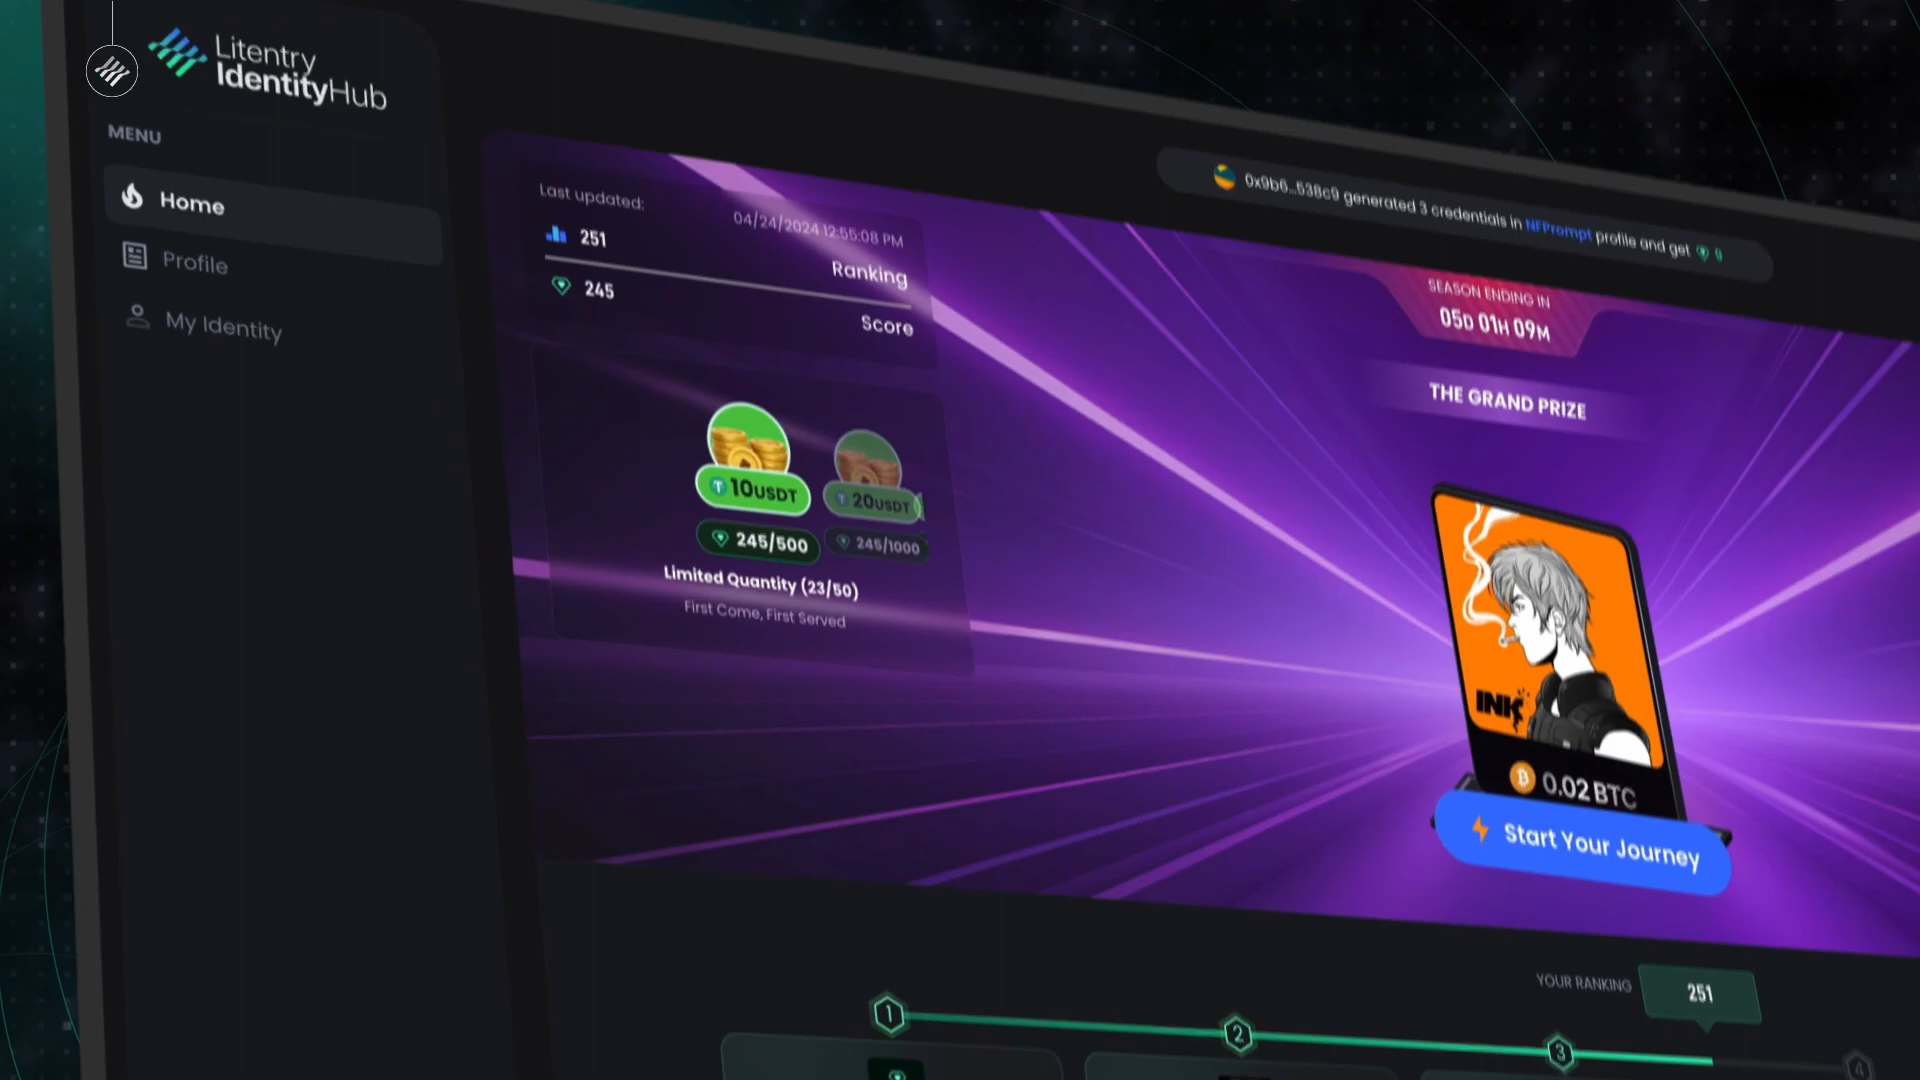 Litentry
IdentityHub
MENU
Home
Profile
My Identity
0x9b6...538c9 generated 3 credentials in NFPrompt profile and get 9
Last updated:
04/24/2024 12:55:08 PM
251
Ranking
245
Score
10USDT
20USDT
245/500
245/1000
Limited Quantity (23/50)
First Come, First Served
SEASON ENDING IN
05D 01H 09M
THE GRAND PRIZE
INK
0.02 BTC
Start Your Journey
YOUR RANKING
251
1
2
3
4